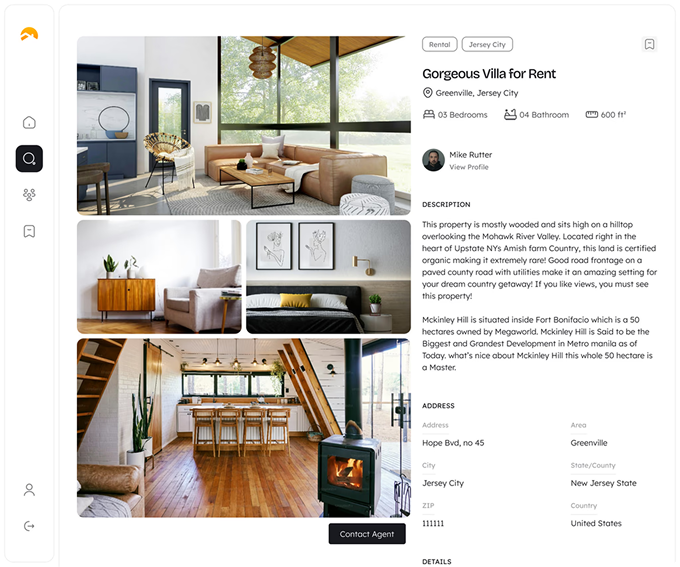 Rental
Jersey City
Gorgeous Villa for Rent
Greenville, Jersey City
03 Bedrooms
04 Bathroom
600 ft²
Mike Rutter
View Profile
DESCRIPTION
This property is mostly wooded and sits high on a hilltop
overlooking the Mohawk River Valley. Located right in the
heart of Upstate NYs Amish farm Country, this land is certified
organic making it extremely rare! Good road frontage on a
paved county road with utilities make it an amazing setting for
your dream country getaway! If you like views, you must see
this property!
Mckinley Hill is situated inside Fort Bonifacio which is a 50
hectares owned by Megaworld. Mckinley Hill is Said to be the
Biggest and Grandest Development in Metro manila as of
Today. what's nice about Mckinley Hill this whole 50 hectare is
a Master.
ADDRESS
Address
Area
Hope Bvd, no 45
Greenville
City
State/County
Jersey City
New Jersey State
ZIP
Country
111111
United States
Contact Agent
DETAILS